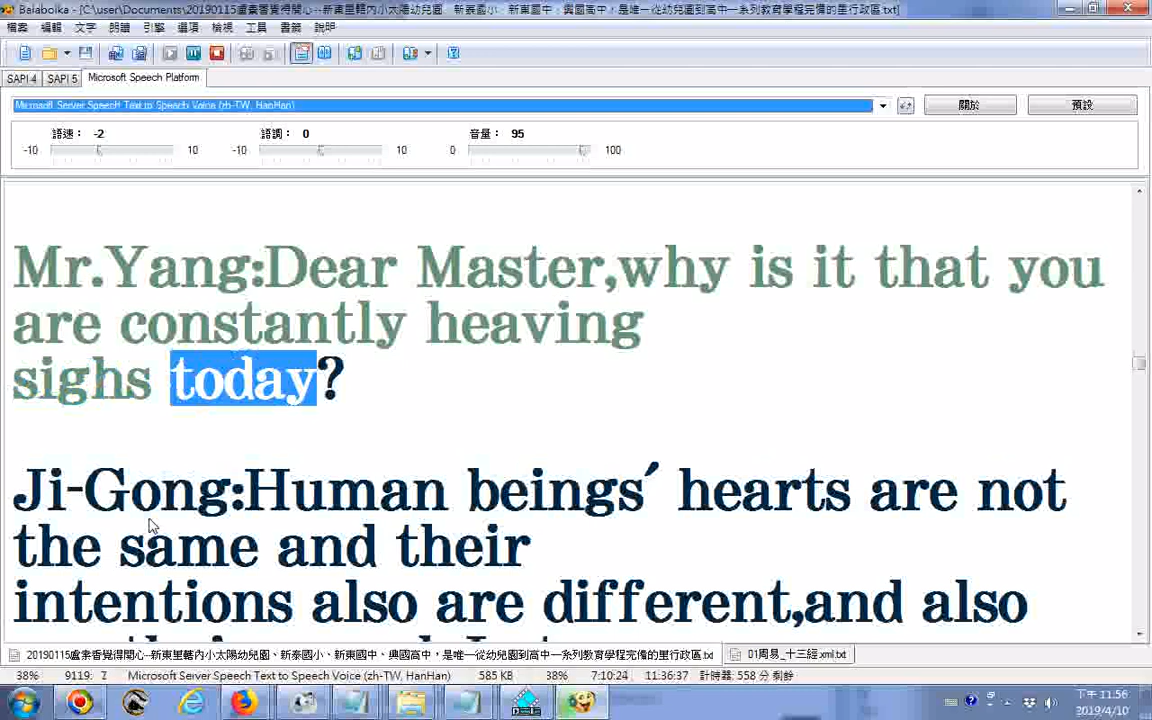 Balabolka - [C:\user\Documents\20190115盧素香覺得開心--新東里轄內小太陽幼兒園、新泰國小、新東國中、興國高中，是唯一從幼兒園到高中一系列教育學程完備的里行政區.txt]
檔案 編輯 文字 朗讀 引擎 選項 檢視 工具 書籤 說明
SAPI 4 SAPI 5 Microsoft Speech Platform
Microsoft Server Speech Text to Speech Voice (zh-TW, HanHan)
關於 預設
語速： -2 語調： 0 音量： 95
-10 10 -10 10 0 100
Mr.Yang:Dear Master,why is it that you
are constantly heaving
sighs today?
Ji-Gong:Human beings′ hearts are not
the same and their
intentions also are different,and also
20190115盧素香覺得開心--新東里轄內小太陽幼兒園、新泰國小、新東國中、興國高中，是唯一從幼兒園到高中一系列教育學程完備的里行政區.txt 01周易_十三經.xml.txt
38% 9119: Z Microsoft Server Speech Text to Speech Voice (zh-TW, HanHan) 585 KB 38% 7:10:24 11:36:37 計時器: 558 分 剩餘
下午 11:56
2019/4/10